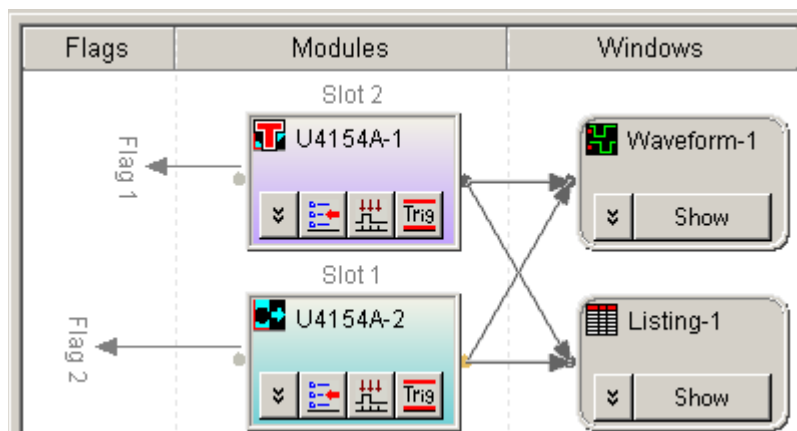 Flags Modules Windows
Slot 2
U4154A-1
Waveform-1
Flag 1
Trig
Show
Slot 1
U4154A-2
Listing-1
Flag 2
Trig
Show